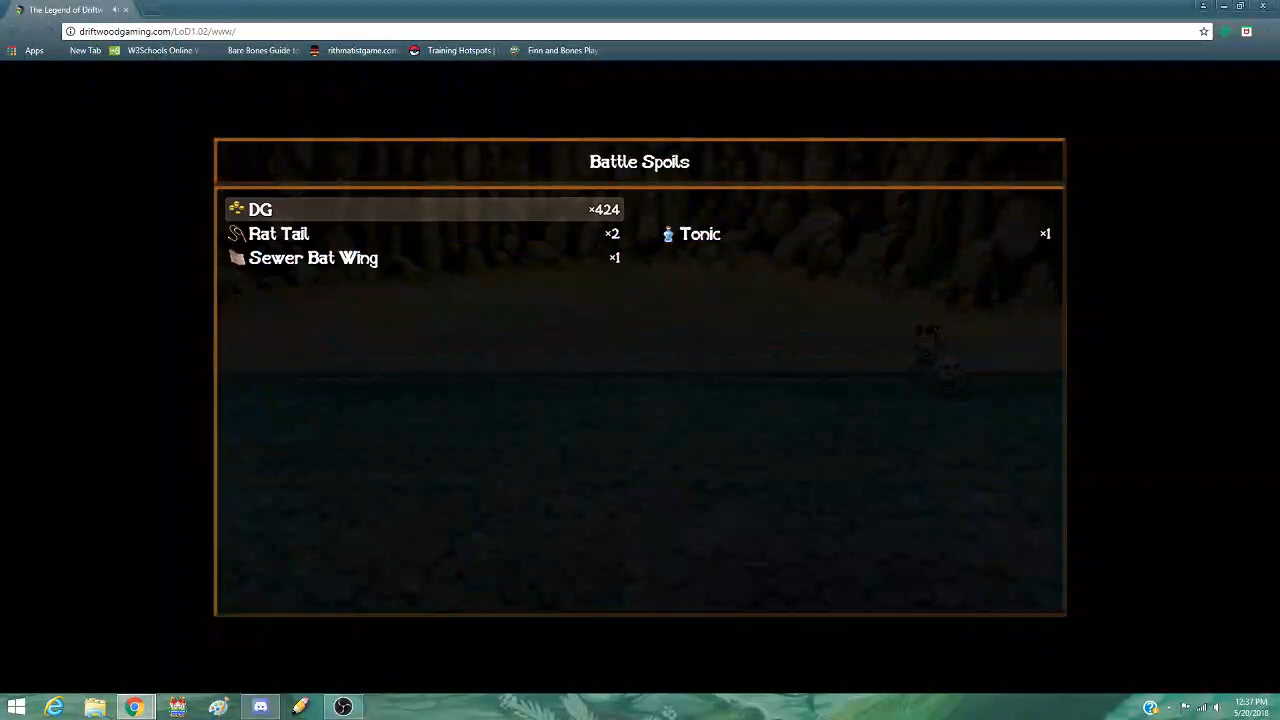 The Legend of Driftw
driftwoodgaming.com/LoD1.02/www/
Apps New Tab W3Schools Online V Bare Bones Guide to rithmatistgame.com Training Hotspots | Finn and Bones Play
Battle Spoils
DG ×424
Rat Tail ×2 Tonic ×1
Sewer Bat Wing ×1
12:37 PM
5/20/2018